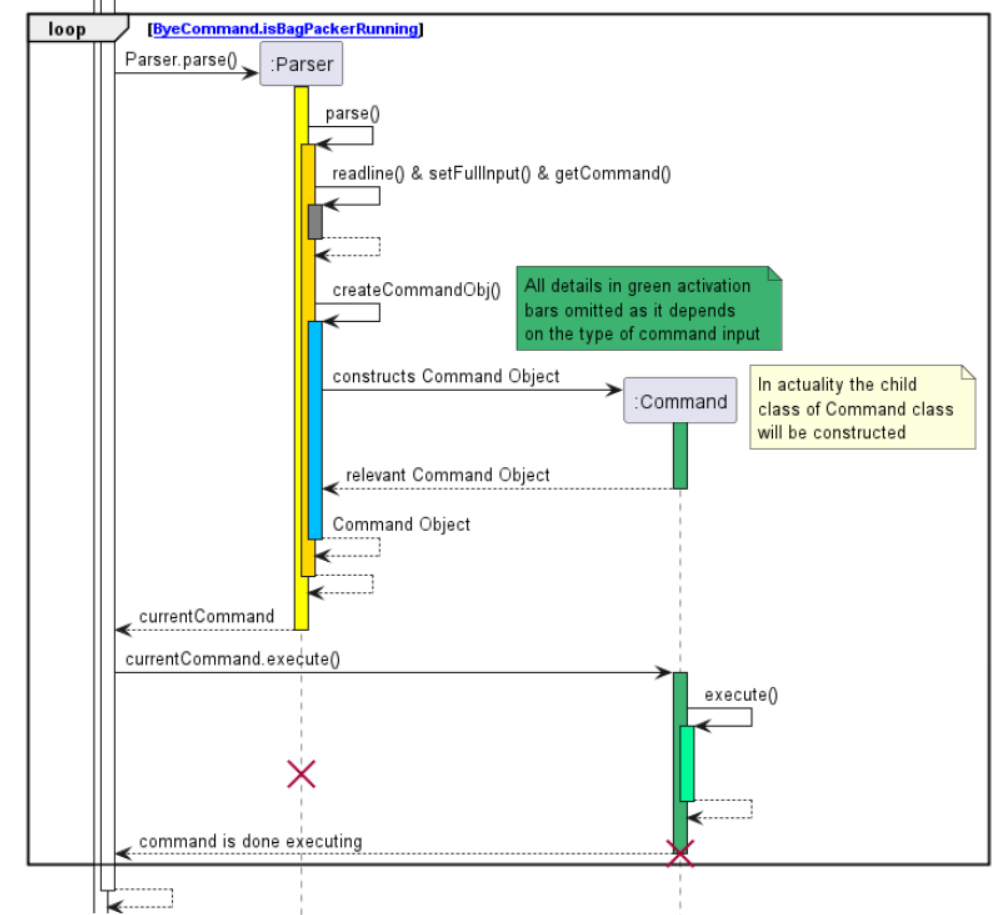 loop
[ByeCommand.isBagPackerRunning]
Parser.parse()
:Parser
parse()
readline() & setFullInput() & getCommand()
createCommandObj()
All details in green activation
bars omitted as it depends
on the type of command input
constructs Command Object
:Command
In actuality the child
class of Command class
will be constructed
relevant Command Object
Command Object
currentCommand
currentCommand.execute()
execute()
command is done executing